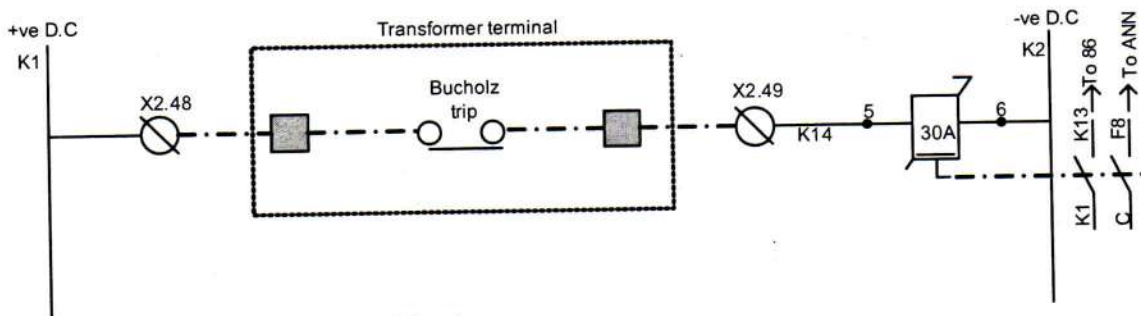 +ve D.C
K1
Transformer terminal
X2.48
Bucholz
trip
X2.49
K14
5
30A
6
-ve D.C
K2
K1 K13 To 86
C F8 To ANN